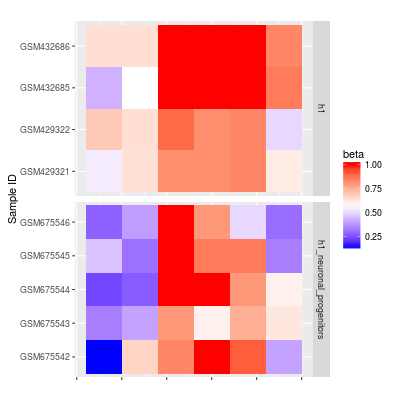 Sample ID
GSM432686
GSM432685
GSM429322
GSM429321
h1
GSM675546
GSM675545
GSM675544
GSM675543
GSM675542
h1_neuronal_progenitors
beta
1.00
0.75
0.50
0.25